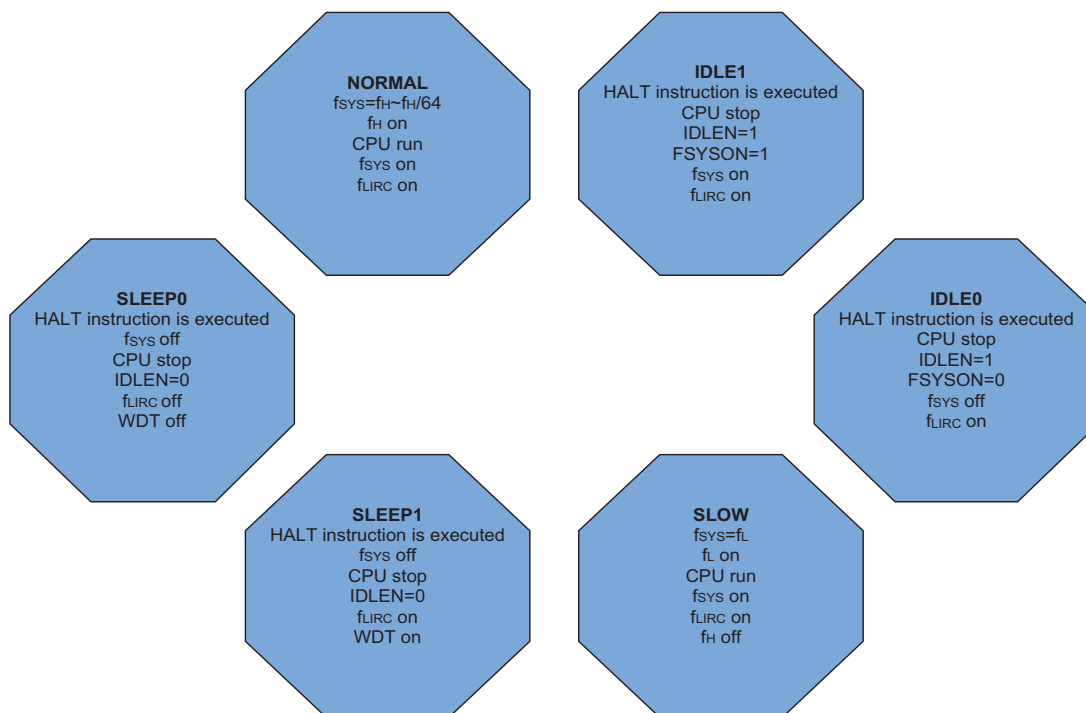 NORMAL
fSYS=fH~fH/64
fH on
CPU run
fSYS on
fLIRC on
IDLE1
HALT instruction is executed
CPU stop
IDLEN=1
FSYSON=1
fSYS on
fLIRC on
SLEEP0
HALT instruction is executed
fSYS off
CPU stop
IDLEN=0
fLIRC off
WDT off
IDLE0
HALT instruction is executed
CPU stop
IDLEN=1
FSYSON=0
fSYS off
fLIRC on
SLEEP1
HALT instruction is executed
fSYS off
CPU stop
IDLEN=0
fLIRC on
WDT on
SLOW
fSYS=fL
fL on
CPU run
fSYS on
fLIRC on
fH off